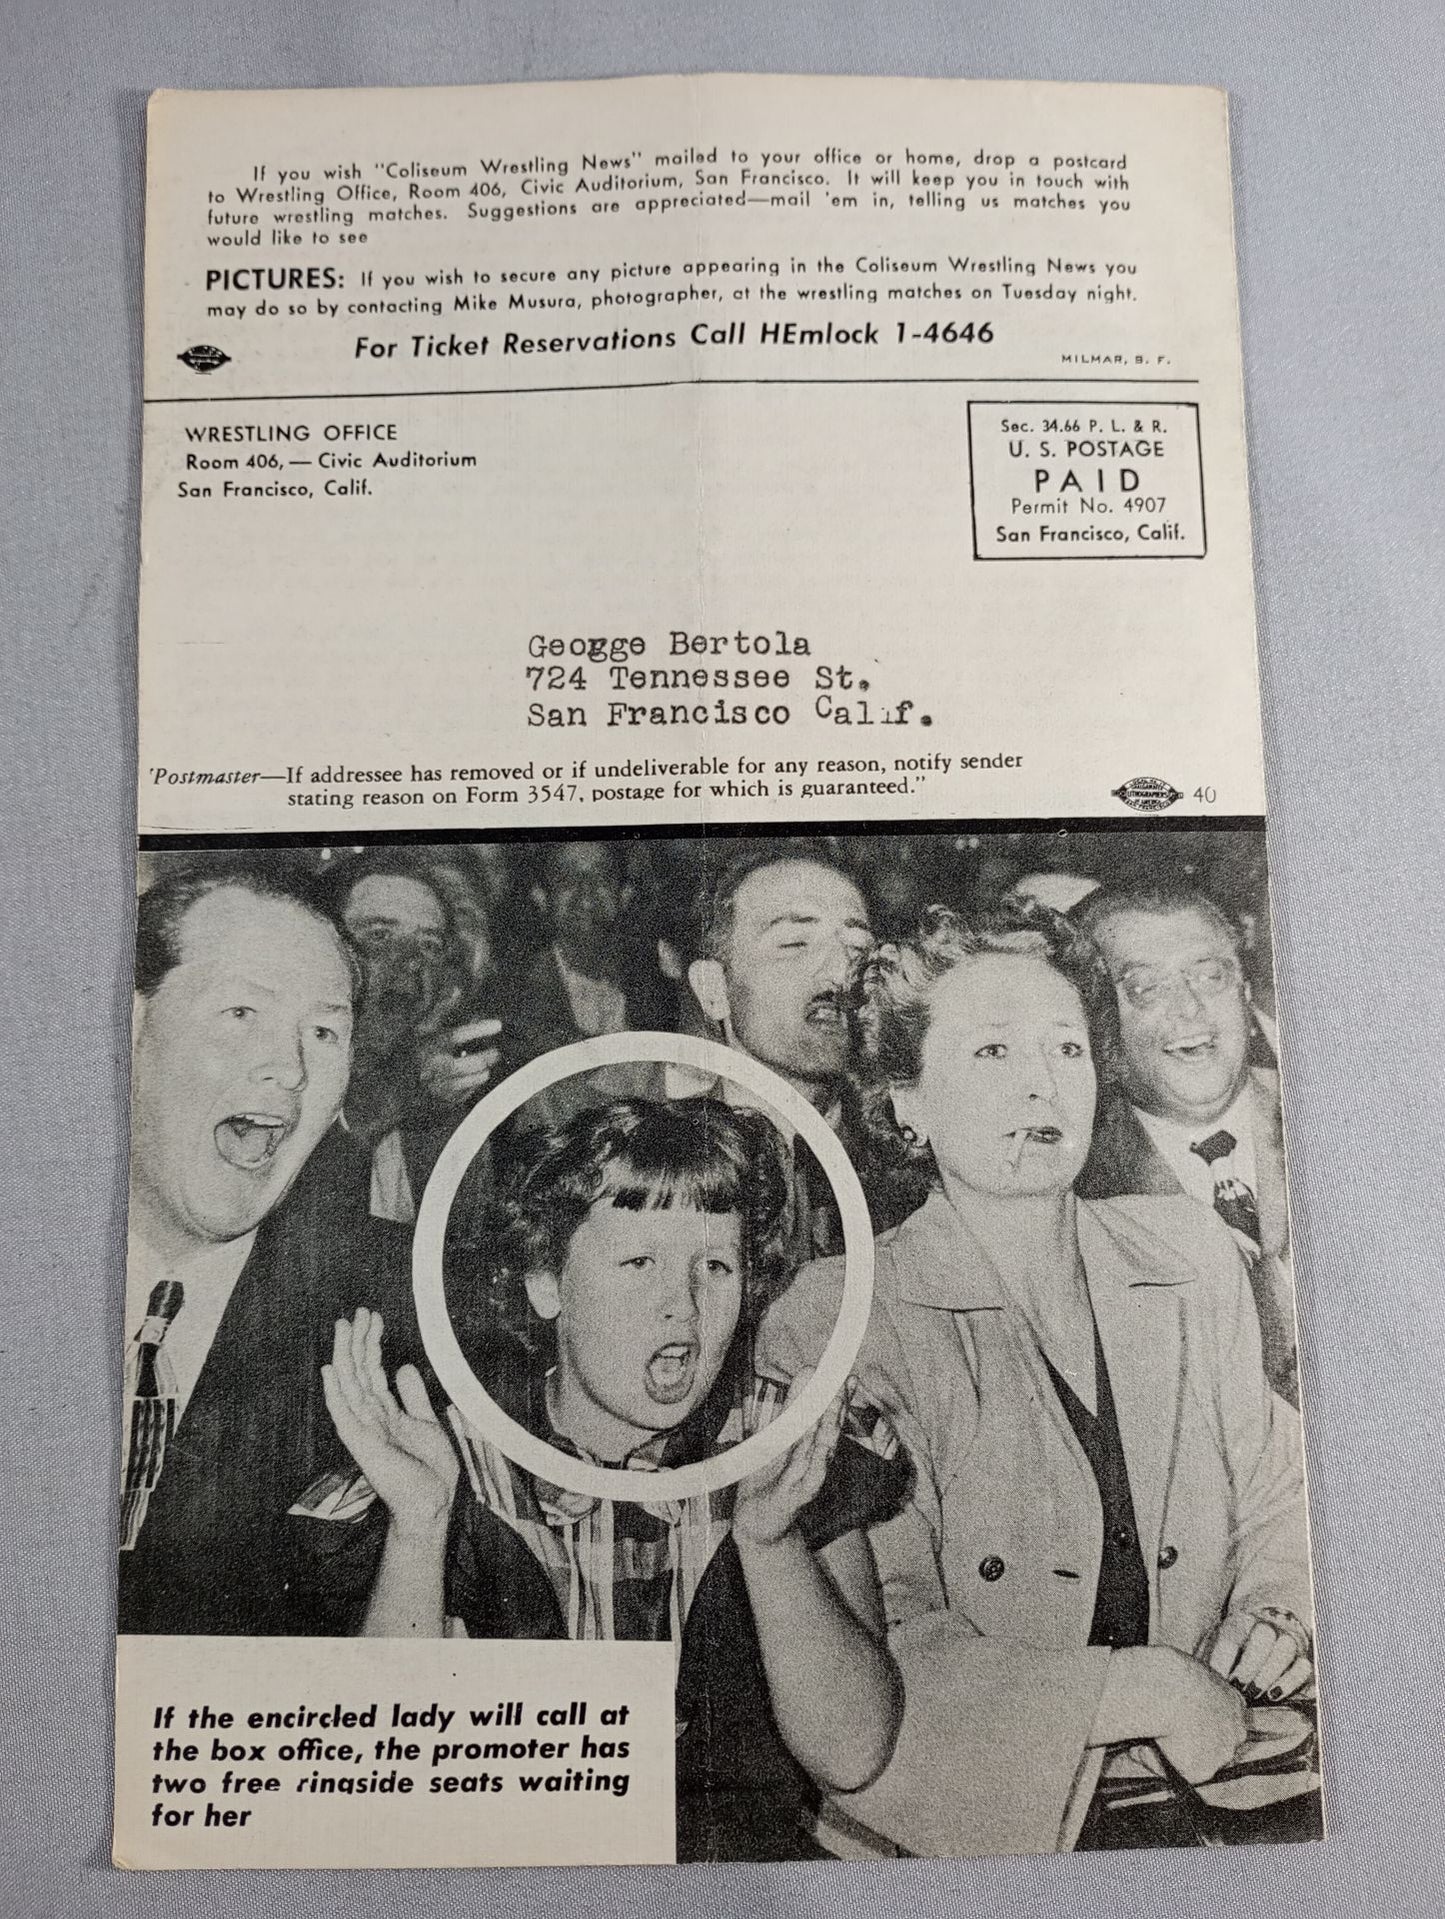 If you wish "Coliseum Wrestling News" mailed to your office or home, drop a postcard
to Wrestling Office, Room 406, Civic Auditorium, San Francisco. It will keep you in touch with
future wrestling matches. Suggestions are appreciated—mail 'em in, telling us matches you
would like to see
PICTURES: If you wish to secure any picture appearing in the Coliseum Wrestling News you
may do so by contacting Mike Musura, photographer, at the wrestling matches on Tuesday night.
For Ticket Reservations Call HEmlock 1-4646
MILMAR, S. F.
WRESTLING OFFICE
Room 406, — Civic Auditorium
San Francisco, Calif.
Sec. 34.66 P. L. & R.
U. S. POSTAGE
PAID
Permit No. 4907
San Francisco, Calif.
Geogge Bertola
724 Tennessee St.
San Francisco Calif.
'Postmaster—If addressee has removed or if undeliverable for any reason, notify sender
stating reason on Form 3547, postage for which is guaranteed."
40
If the encircled lady will call at
the box office, the promoter has
two free ringside seats waiting
for her